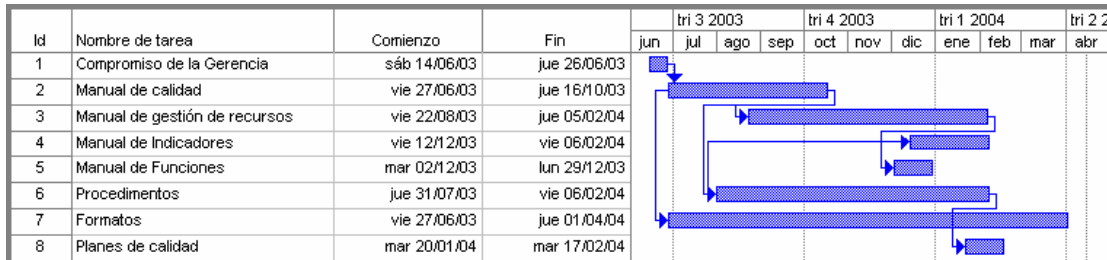 tri 3 2003 tri 4 2003 tri 1 2004 tri 2 2
Id Nombre de tarea Comienzo Fin jun jul ago sep oct nov dic ene feb mar abr
1 Compromiso de la Gerencia sáb 14/06/03 jue 26/06/03
2 Manual de calidad vie 27/06/03 jue 16/10/03
3 Manual de gestión de recursos vie 22/08/03 jue 05/02/04
4 Manual de Indicadores vie 12/12/03 vie 06/02/04
5 Manual de Funciones mar 02/12/03 lun 29/12/03
6 Procedimentos jue 31/07/03 vie 06/02/04
7 Formatos vie 27/06/03 jue 01/04/04
8 Planes de calidad mar 20/01/04 mar 17/02/04